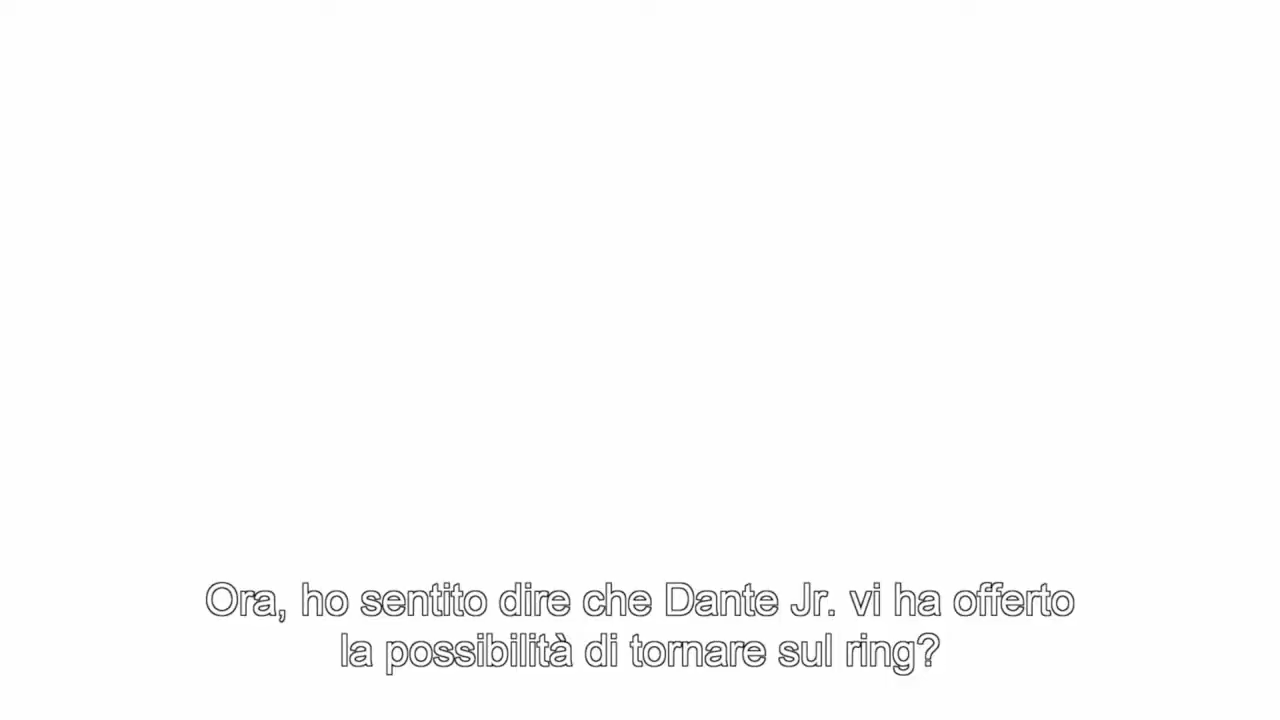 Ora, ho sentito dire che Dante Jr. vi ha offerto
la possibilità di tornare sul ring?